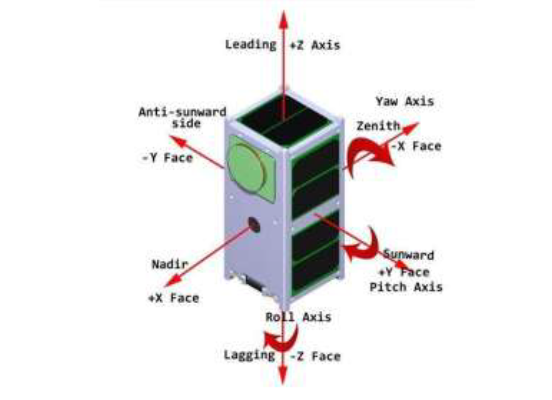 Leading +Z Axis
Yaw Axis
Anti-sunward
side
Zenith
-X Face
-Y Face
Nadir
Sunward
+Y Face
+X Face
Pitch Axis
Roll Axis
Lagging -Z Face